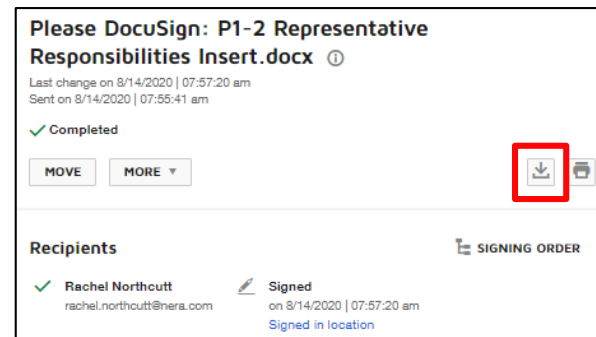 Please DocuSign: P1-2 Representative
Responsibilities Insert.docx
Last change on 8/14/2020 | 07:57:20 am
Sent on 8/14/2020 | 07:55:41 am
Completed
MOVE MORE
Recipients SIGNING ORDER
Rachel Northcutt Signed
rachel.northcutt@nera.com on 8/14/2020 | 07:57:20 am
Signed in location